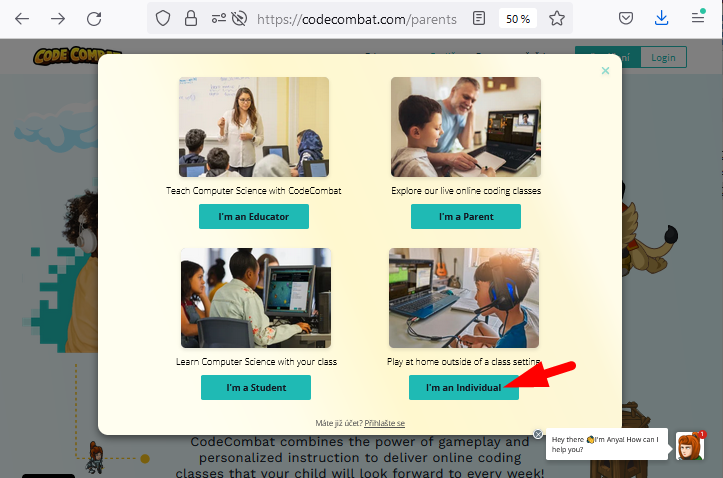 https://codecombat.com/parents
50 %
CODE COMBAT
Login
Teach Computer Science with CodeCombat
Explore our live online coding classes
I'm an Educator
I'm a Parent
Learn Computer Science with your class
Play at home outside of a class setting
I'm a Student
I'm an Individual
Máte již účet? Přihlašte se
Hey there 👋I'm Anya! How can I
help you?
1
CodeCombat combines the power of gameplay and
personalized instruction to deliver online coding
classes that your child will look forward to every week!